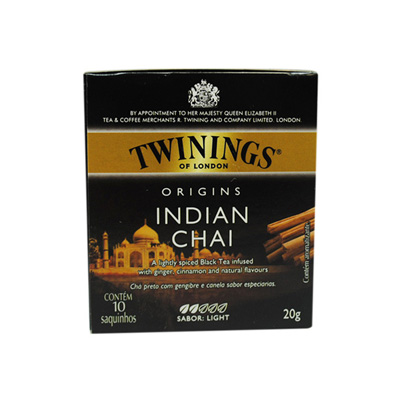 BY APPOINTMENT TO HER MAJESTY QUEEN ELIZABETH II
TEA & COFFEE MERCHANTS R. TWINING AND COMPANY LIMITED. LONDON.
TWININGS®
OF LONDON
ORIGINS
INDIAN
CHAI
A lightly spiced Black Tea infused
with ginger, cinnamon and natural flavours
Chá preto com gengibre e canela sabor especiarias.
CONTÉM
10
saquinhos
SABOR: LIGHT
20g
Contém aromatizante